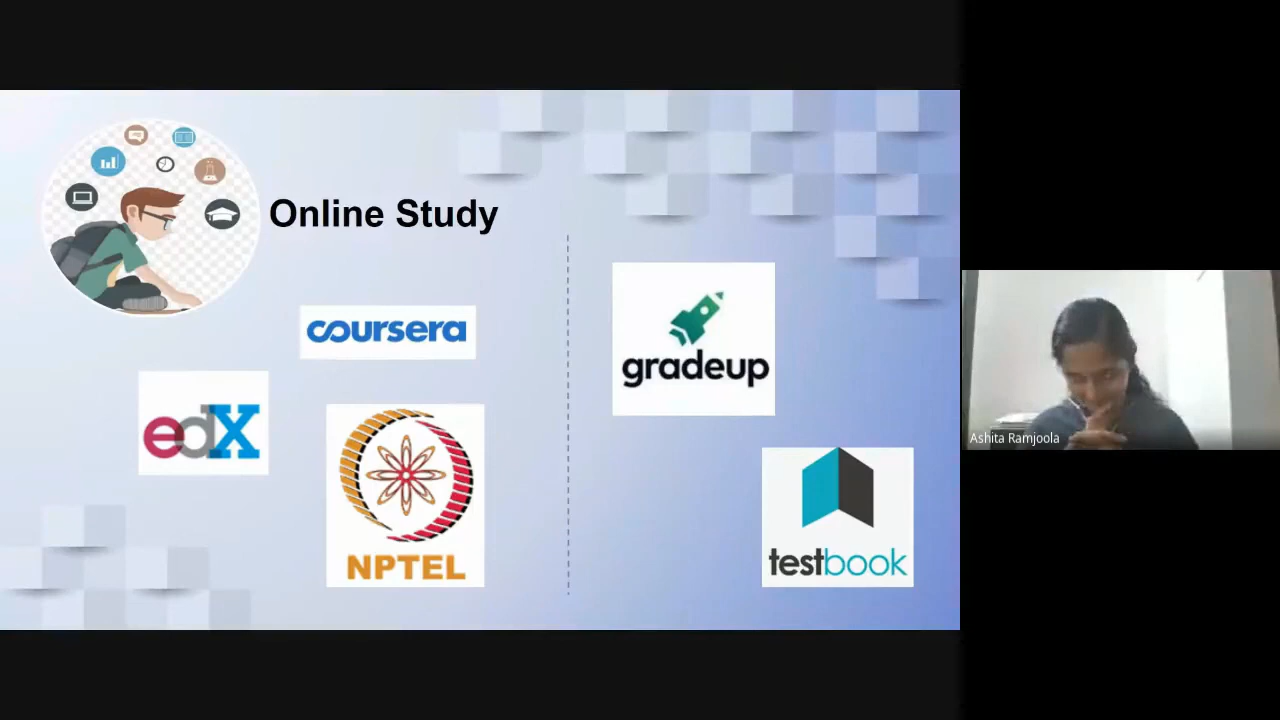 Online Study
coursera
edX
NPTEL
gradeup
testbook
Ashita Ramjoola